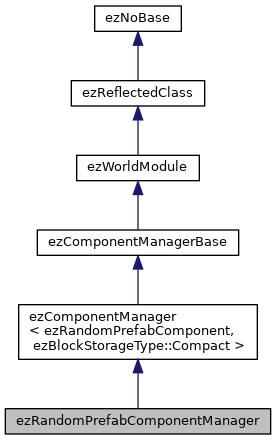 ezNoBase
ezReflectedClass
ezWorldModule
ezComponentManagerBase
ezComponentManager
< ezRandomPrefabComponent,
ezBlockStorageType::Compact >
ezRandomPrefabComponentManager